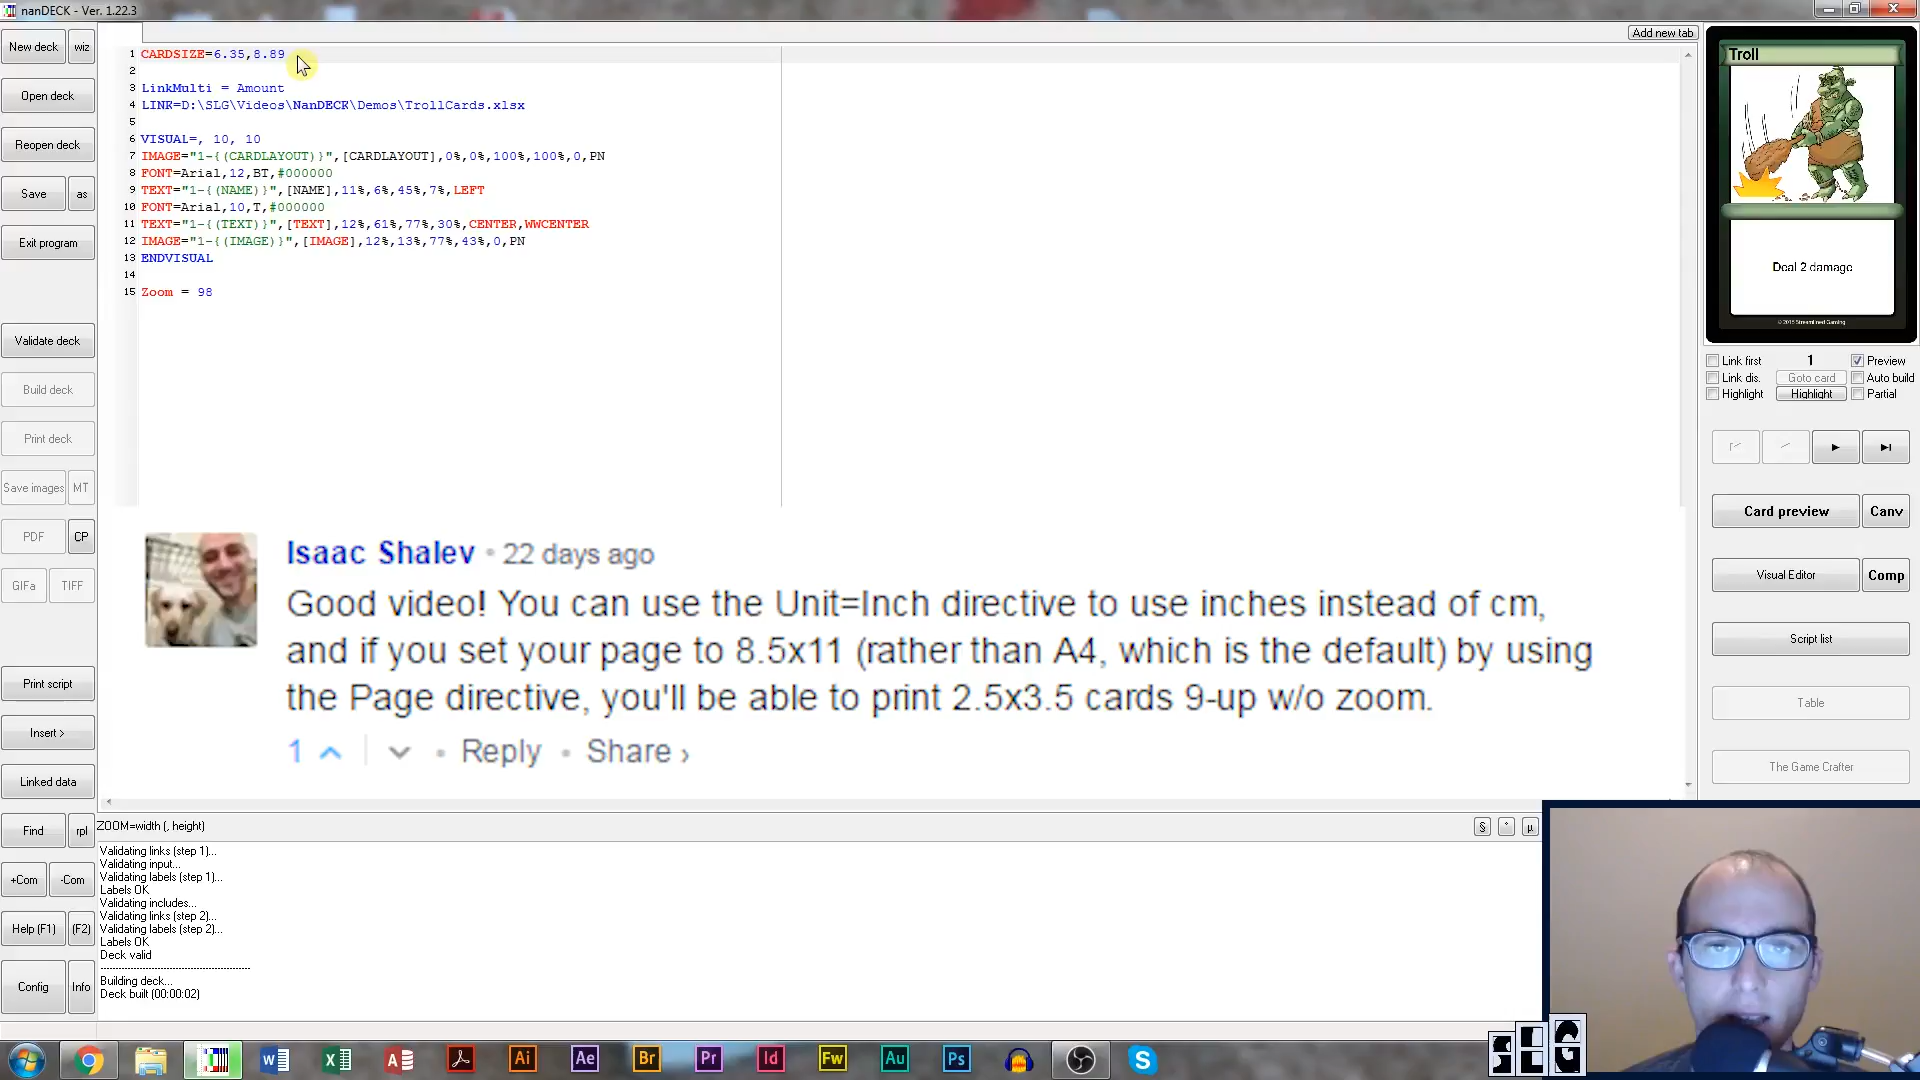 nanDECK - Ver. 1.22.3
New deck
wiz
Open deck
Reopen deck
Save
as
Exit program
Validate deck
Build deck
Print deck
Save images
MT
PDF
CP
GIFa
TIFF
Print script
Insert >
Linked data
Find
rpl
+Com
-Com
Help (F1)
(F2)
Config
Info
Add new tab
1 CARDSIZE=6.35,8.89
2
3 LinkMulti = Amount
4 LINK=D:\SLG\Videos\NanDECK\Demos\TrollCards.xlsx
5
6 VISUAL=, 10, 10
7 IMAGE="1-{(CARDLAYOUT)}",[CARDLAYOUT],0%,0%,100%,100%,0,PN
8 FONT=Arial,12,BT,#000000
9 TEXT="1-{(NAME)}",[NAME],11%,6%,45%,7%,LEFT
10 FONT=Arial,10,T,#000000
11 TEXT="1-{(TEXT)}",[TEXT],12%,61%,77%,30%,CENTER,WWCENTER
12 IMAGE="1-{(IMAGE)}",[IMAGE],12%,13%,77%,43%,0,PN
13 ENDVISUAL
14
15 Zoom = 98
Isaac Shalev • 22 days ago
Good video! You can use the Unit=Inch directive to use inches instead of cm,
and if you set your page to 8.5x11 (rather than A4, which is the default) by using
the Page directive, you'll be able to print 2.5x3.5 cards 9-up w/o zoom.
1 • Reply • Share ›
ZOOM=width (, height)
§
°
µ
Validating links (step 1)...
Validating input...
Validating labels (step 1)...
Labels OK
Validating includes...
Validating links (step 2)...
Validating labels (step 2)...
Labels OK
Deck valid
Building deck...
Deck built (00:00:02)
Troll
Deal 2 damage
© 2015 Streamlined Gaming
Link first
1
Preview
Link dis.
Goto card
Auto build
Highlight
Highlight
Partial
Card preview
Canv
Visual Editor
Comp
Script list
Table
The Game Crafter
Ai
Ae
Br
Pr
Id
Fw
Au
Ps
SLG